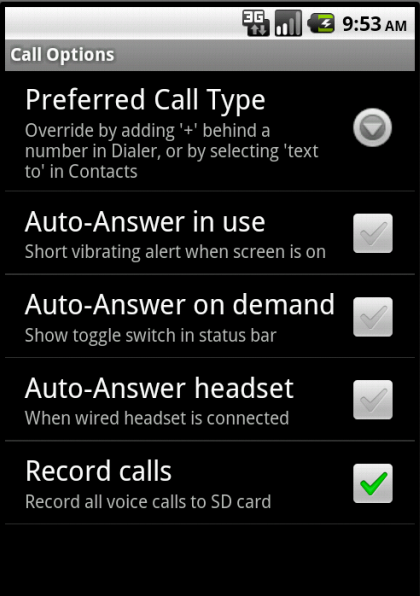 3G 9:53 AM
Call Options
Preferred Call Type
Override by adding '+' behind a
number in Dialer, or by selecting 'text
to' in Contacts
Auto-Answer in use
Short vibrating alert when screen is on
Auto-Answer on demand
Show toggle switch in status bar
Auto-Answer headset
When wired headset is connected
Record calls
Record all voice calls to SD card